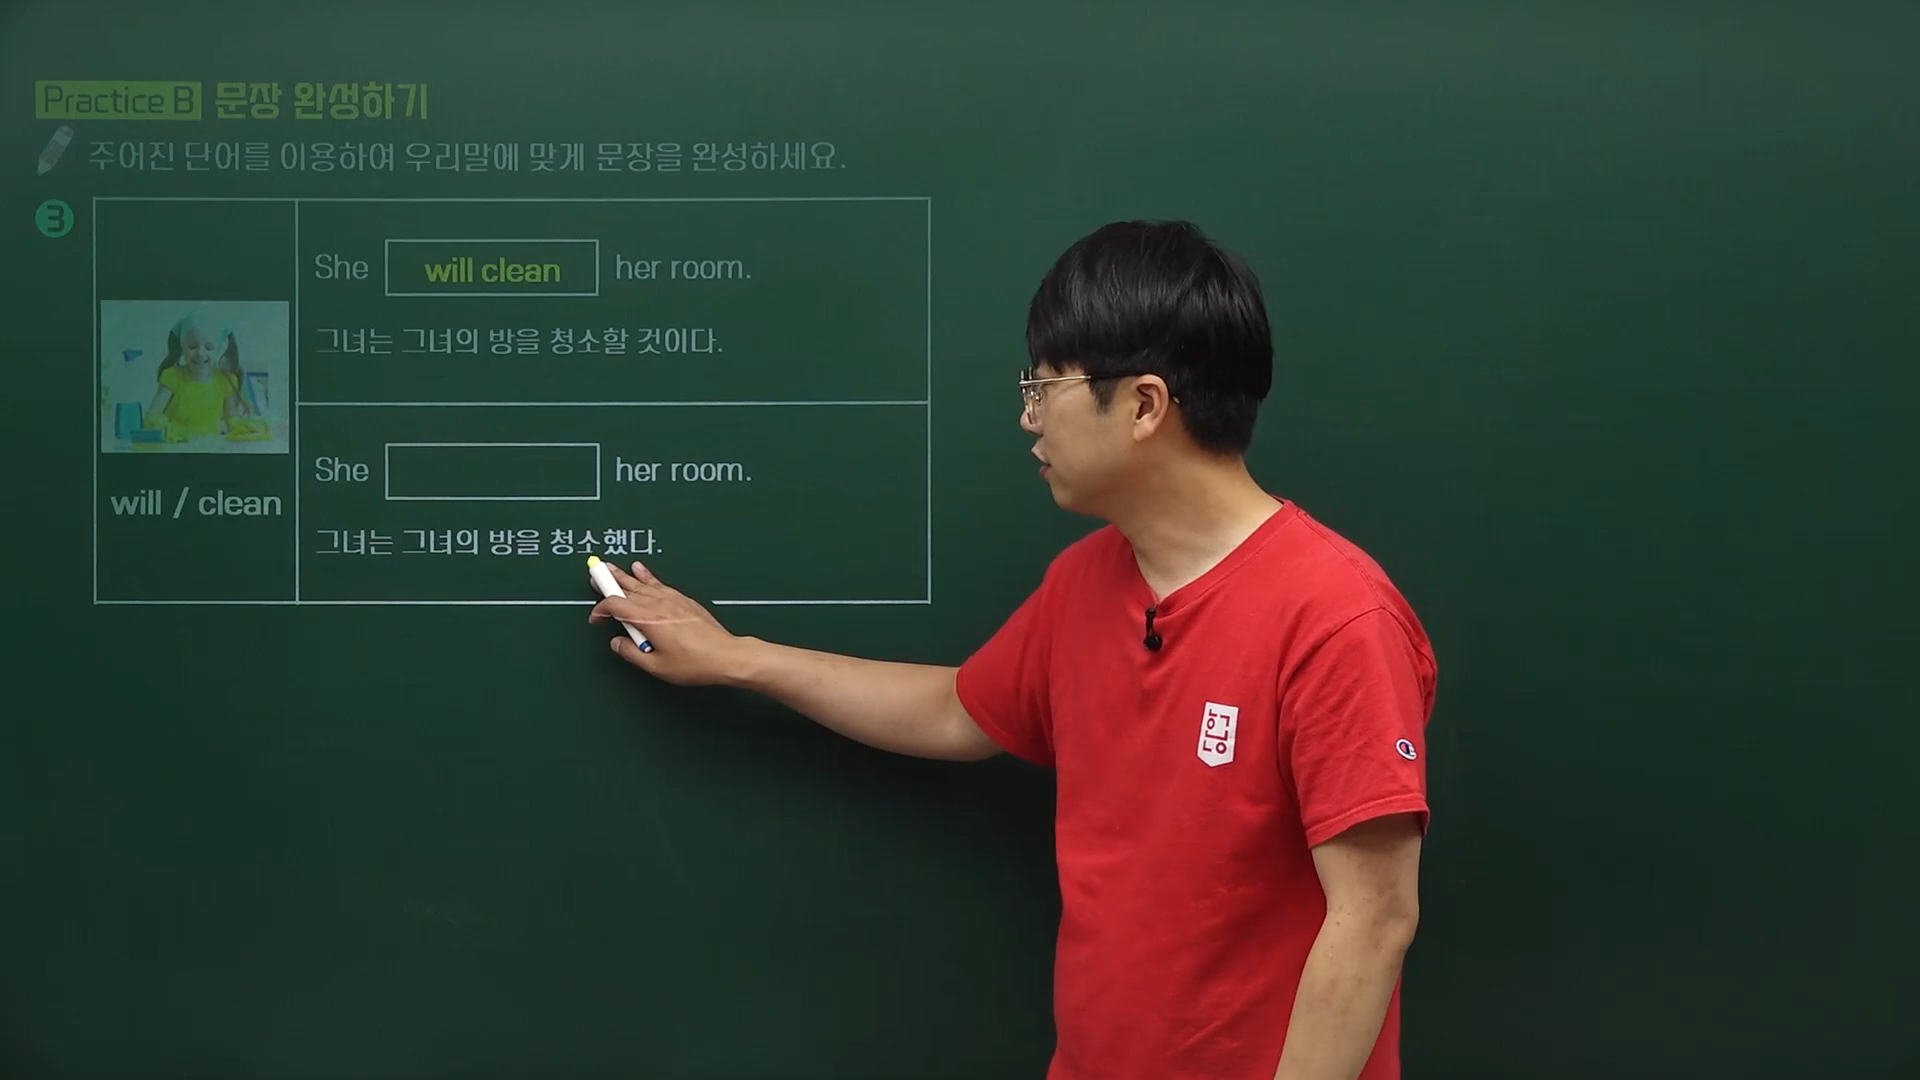 Practice B 문장 완성하기
주어진 단어를 이용하여 우리말에 맞게 문장을 완성하세요.
3
She will clean her room.
그녀는 그녀의 방을 청소할 것이다.
will / clean
She her room.
그녀는 그녀의 방을 청소했다.